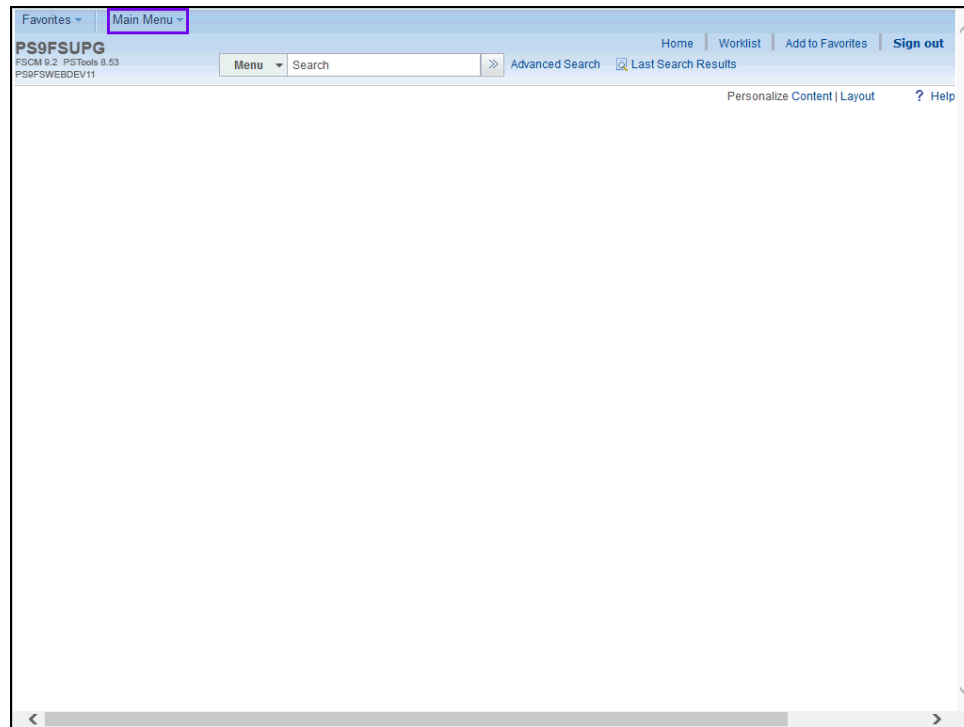 Favorites Main Menu
PS9FSUPG
FSCM 9.2 PSTools 8.53
PS9FSWEBDEV11
Home Worklist Add to Favorites Sign out
Menu Search Advanced Search Last Search Results
Personalize Content | Layout ? Help